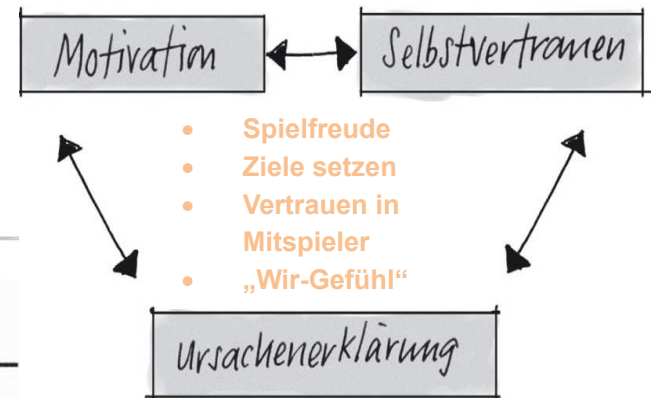 Motivation
Selbstvertrauen
• Spielfreude
• Ziele setzen
• Vertrauen in
Mitspieler
• „Wir-Gefühl“
Ursachenerklärung